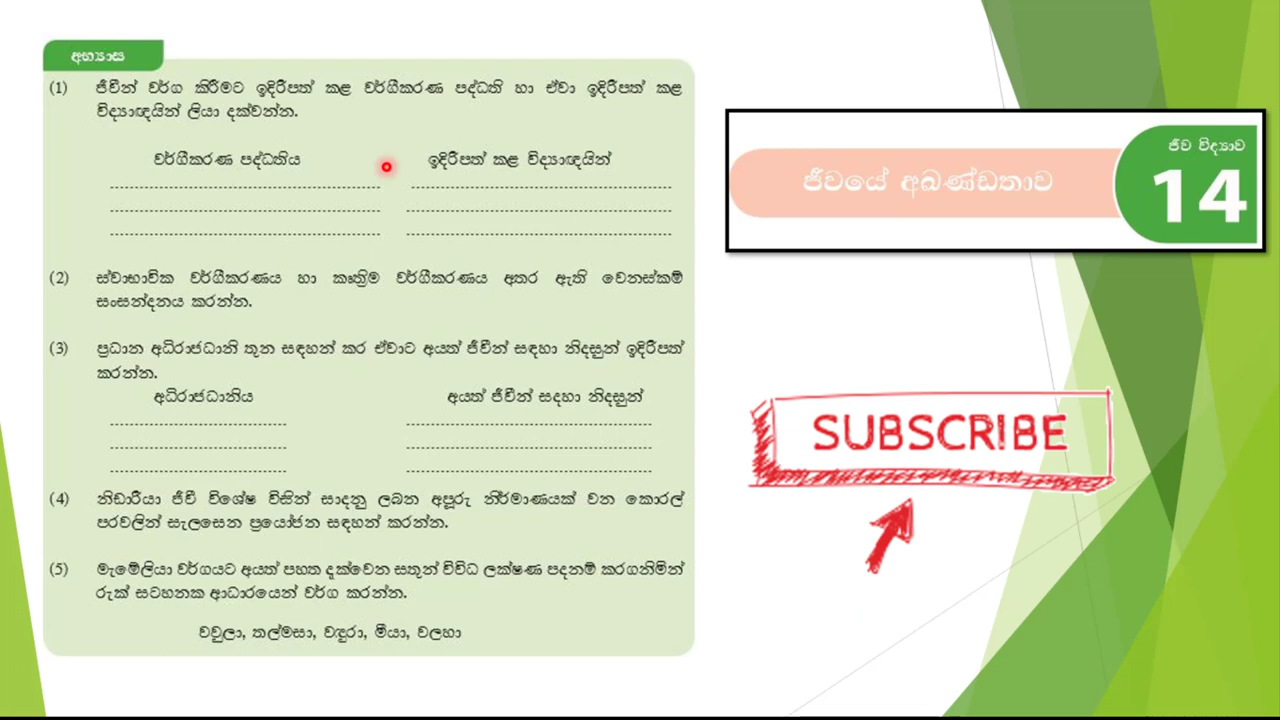 අභ්‍යාස
(1) ජීවීන් වර්ග කිරීමට ඉදිරිපත් කළ වර්ගීකරණ පද්ධති හා ඒවා ඉදිරිපත් කළ
විද්‍යාඥයින් ලියා දක්වන්න.
වර්ගීකරණ පද්ධතිය ඉදිරිපත් කළ විද්‍යාඥයින්
(2) ස්වාභාවික වර්ගීකරණය හා කෘත්‍රිම වර්ගීකරණය අතර ඇති වෙනස්කම්
සංසන්දනය කරන්න.
(3) ප්‍රධාන අධිරාජධානි තුන සඳහන් කර ඒවාට අයත් ජීවීන් සඳහා නිදසුන් ඉදිරිපත්
කරන්න.
අධිරාජධානිය අයත් ජීවීන් සදහා නිදසුන්
(4) නිඩාරියා ජීවී විශේෂ විසින් සාදනු ලබන අපූරු නිර්මාණයක් වන කොරල්
පරවලින් සැලසෙන ප්‍රයෝජන සඳහන් කරන්න.
(5) මැමේලියා වර්ගයට අයත් පහත දැක්වෙන සතුන් විවිධ ලක්ෂණ පදනම් කරගනිමින්
රුක් සටහනක ආධාරයෙන් වර්ග කරන්න.
වවුලා, තල්මසා, වඳුරා, මීයා, වලහා
ජීව විද්‍යාව
ජීවයේ අඛණ්ඩතාව
14
SUBSCRIBE